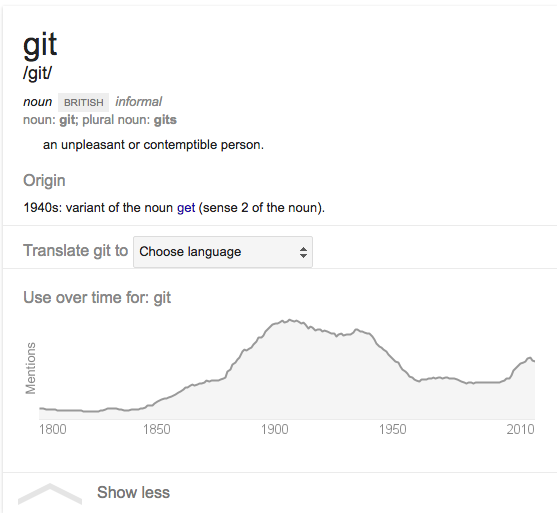 git
/git/
noun BRITISH informal
noun: git; plural noun: gits
an unpleasant or contemptible person.
Origin
1940s: variant of the noun get (sense 2 of the noun).
Translate git to Choose language
Use over time for: git
Mentions
1800 1850 1900 1950 2010
Show less